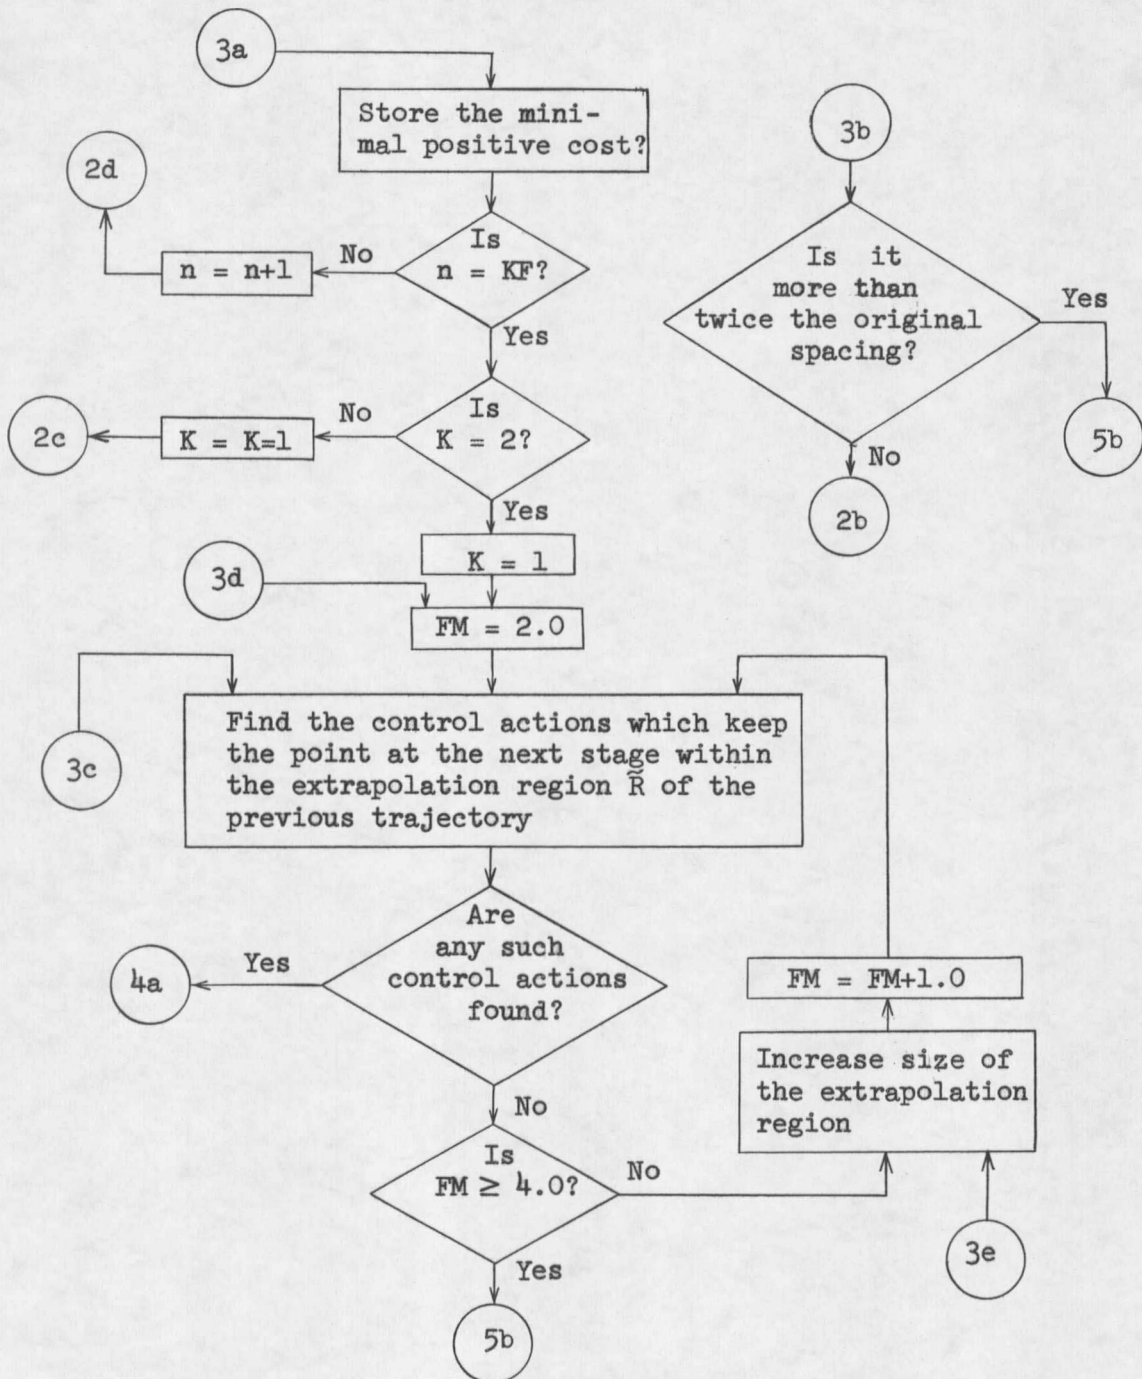 3a
Store the mini-
mal positive cost?
3b
2d
Is
n = KF?
No
n = n+1
Yes
Is it
more than
twice the original
spacing?
Yes
5b
No
2b
Is
K = 2?
No
K = K=1
2c
Yes
K = 1
3d
FM = 2.0
3c
Find the control actions which keep
the point at the next stage within
the extrapolation region R̃ of the
previous trajectory
Are
any such
control actions
found?
Yes
4a
No
FM = FM+1.0
Increase size of
the extrapolation
region
Is
FM ≥ 4.0?
No
3e
Yes
5b